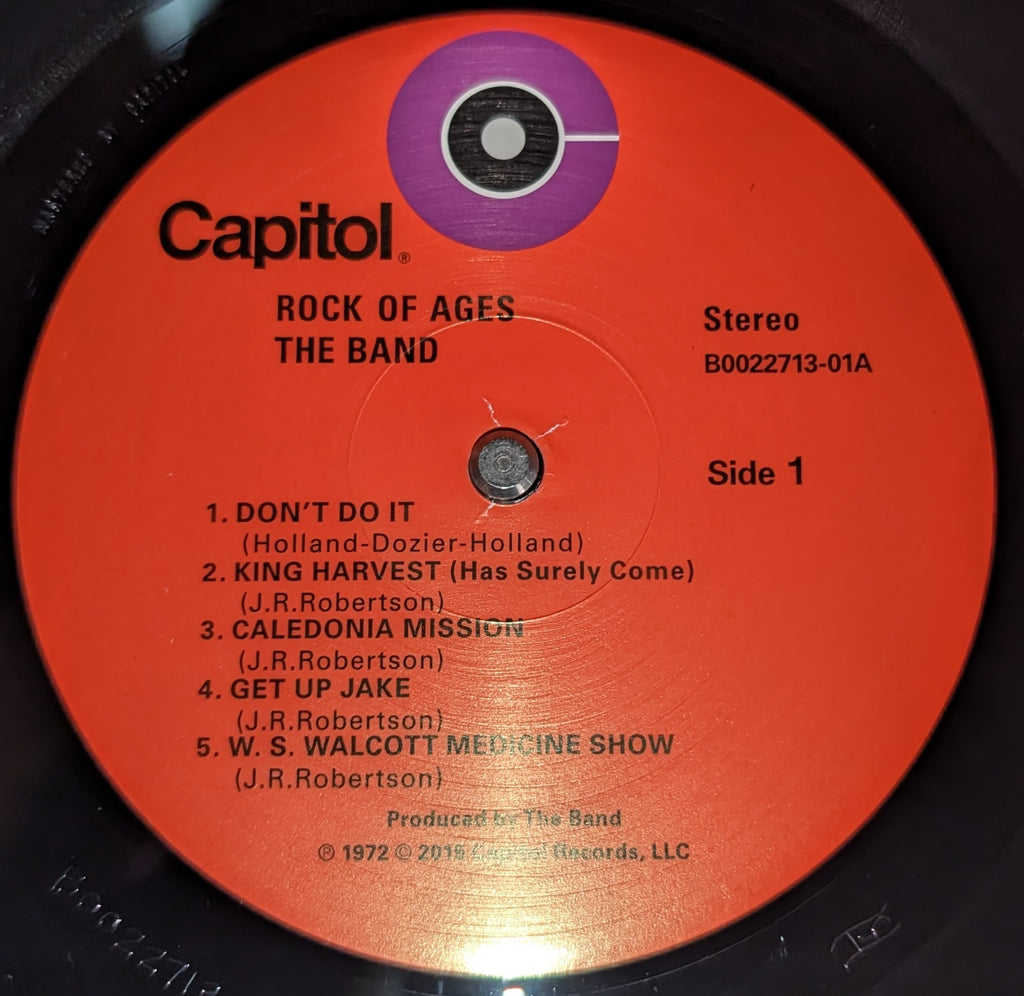 Capitol®
ROCK OF AGES
THE BAND
Stereo
B0022713-01A
Side 1
1. DON'T DO IT
(Holland-Dozier-Holland)
2. KING HARVEST (Has Surely Come)
(J.R.Robertson)
3. CALEDONIA MISSION
(J.R.Robertson)
4. GET UP JAKE
(J.R.Robertson)
5. W. S. WALCOTT MEDICINE SHOW
(J.R.Robertson)
Produced by The Band
℗ 1972 © 2015 Capitol Records, LLC